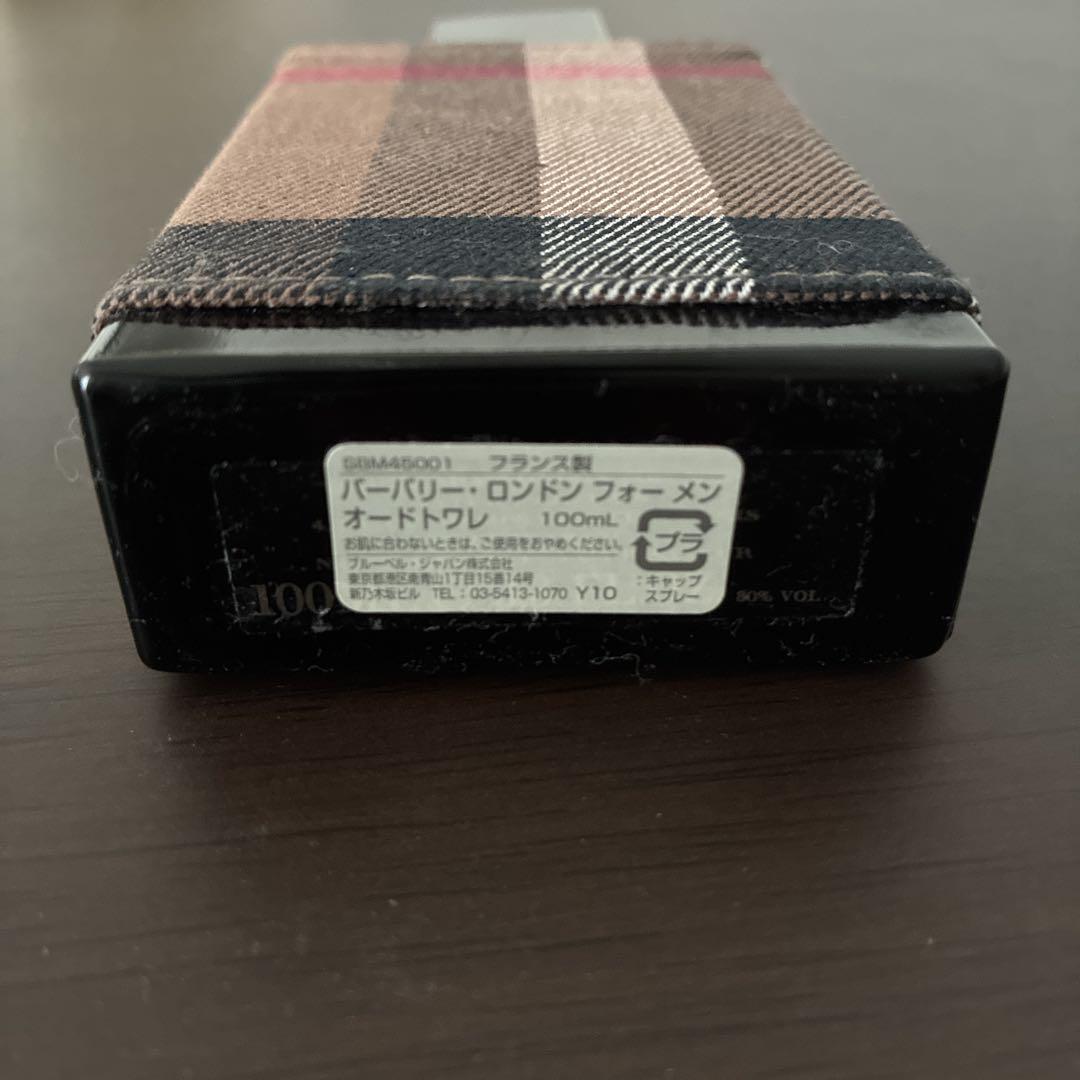 SBM45001 フランス製
バーバリー・ロンドン フォー メン
オードトワレ 100mL
プラ
お肌に合わないときは、ご使用をおやめください。
ブルーベル・ジャパン株式会社
東京都港区南青山1丁目15番14号
新乃木坂ビル TEL:03-5413-1070 Y10
:キャップ
スプレー
100
80% VOL